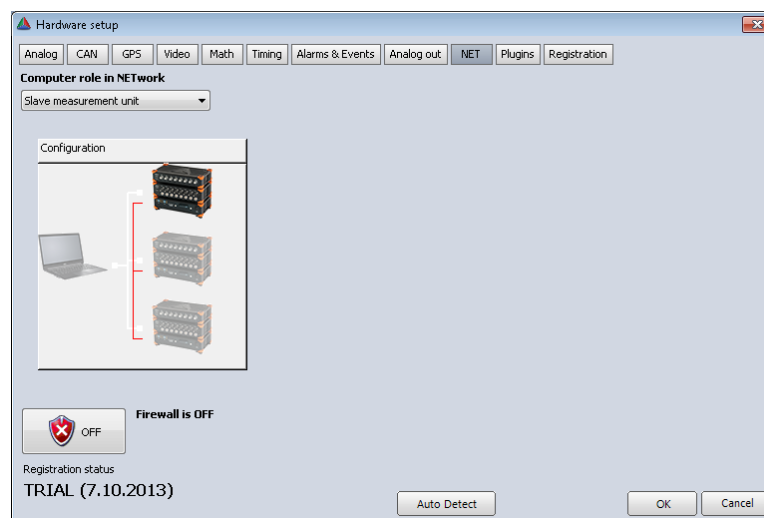 Hardware setup
Analog CAN GPS Video Math Timing Alarms & Events Analog out NET Plugins Registration
Computer role in NETwork
Slave measurement unit
Configuration
Firewall is OFF
OFF
Registration status
TRIAL (7.10.2013)
Auto Detect OK Cancel